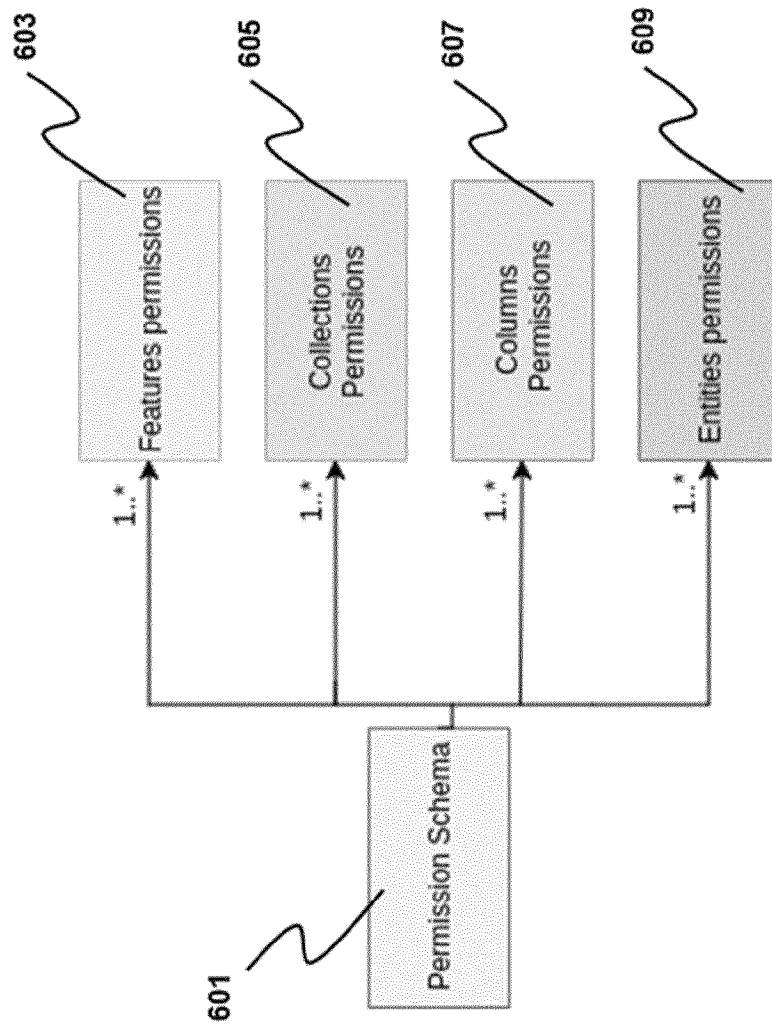 601
Permission Schema
1..*
Features permissions
603
1..*
Collections
Permissions
605
1..*
Columns
Permissions
607
1..*
Entities permissions
609